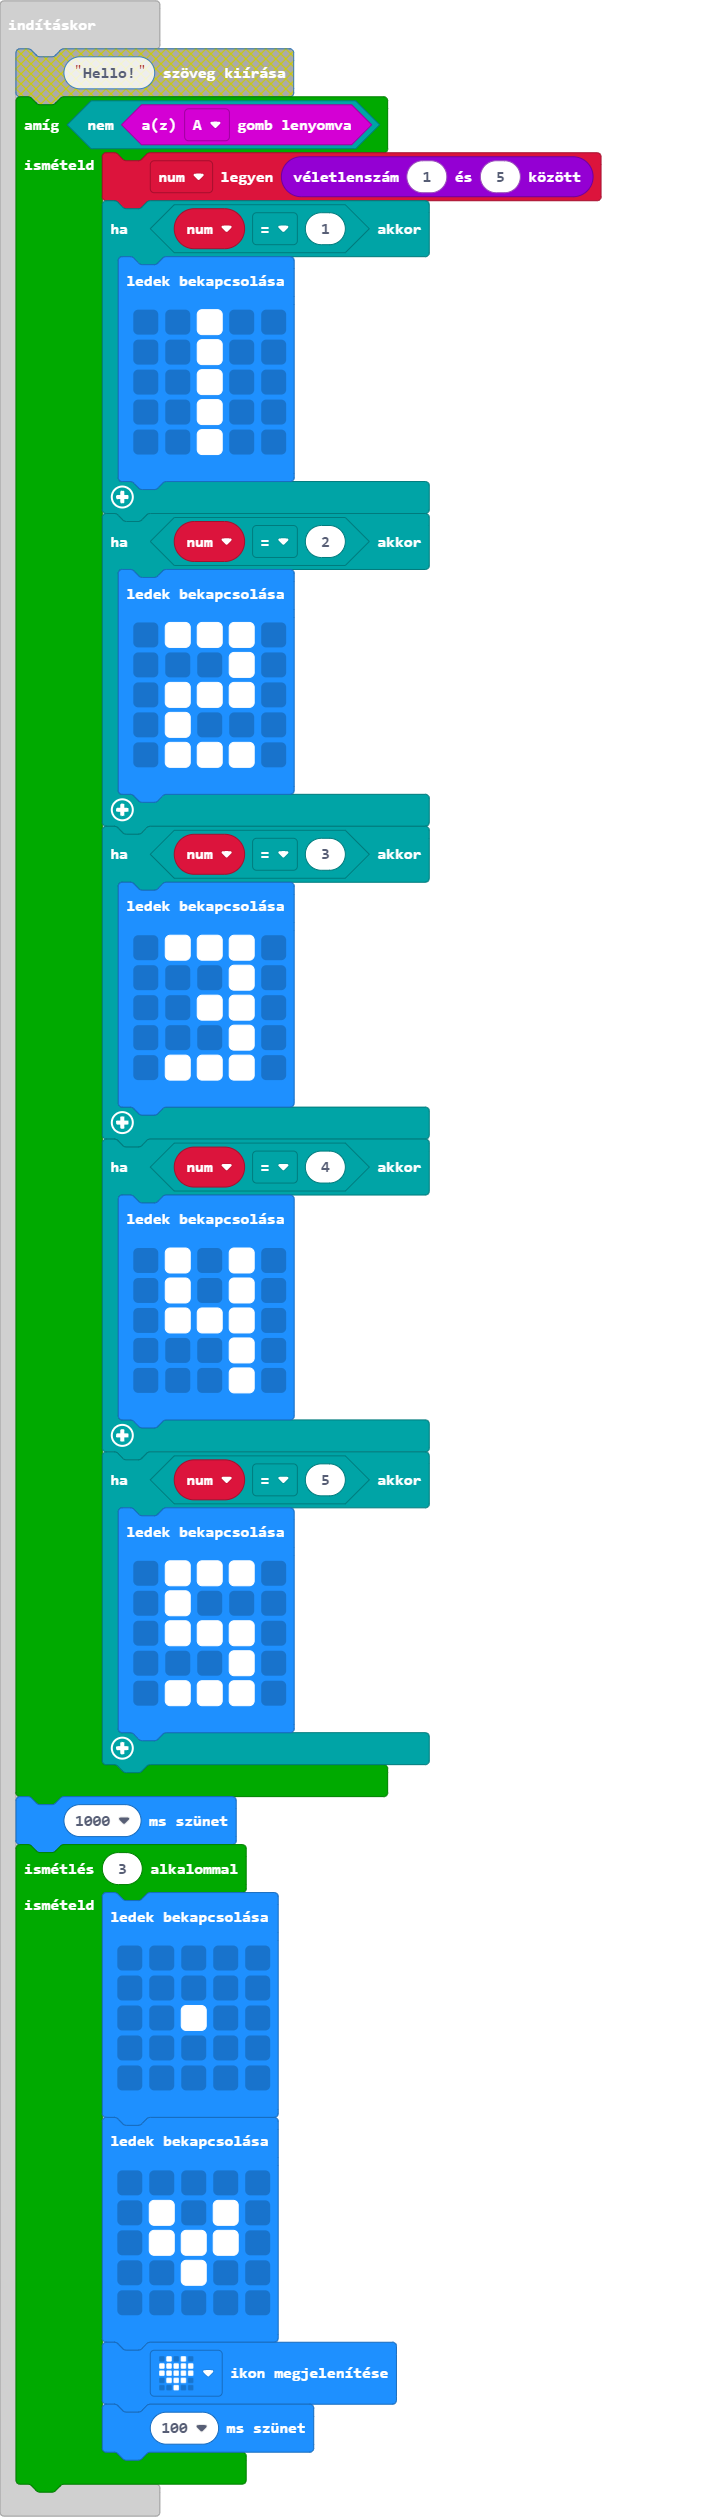 indításkor
"Hello!" szöveg kiírása
amíg nem a(z) A gomb lenyomva
ismételd
num legyen véletlenszám 1 és 5 között
ha num = 1 akkor
ledek bekapcsolása
ha num = 2 akkor
ledek bekapcsolása
ha num = 3 akkor
ledek bekapcsolása
ha num = 4 akkor
ledek bekapcsolása
ha num = 5 akkor
ledek bekapcsolása
1000 ms szünet
ismétlés 3 alkalommal
ismételd
ledek bekapcsolása
ledek bekapcsolása
ikon megjelenítése
100 ms szünet